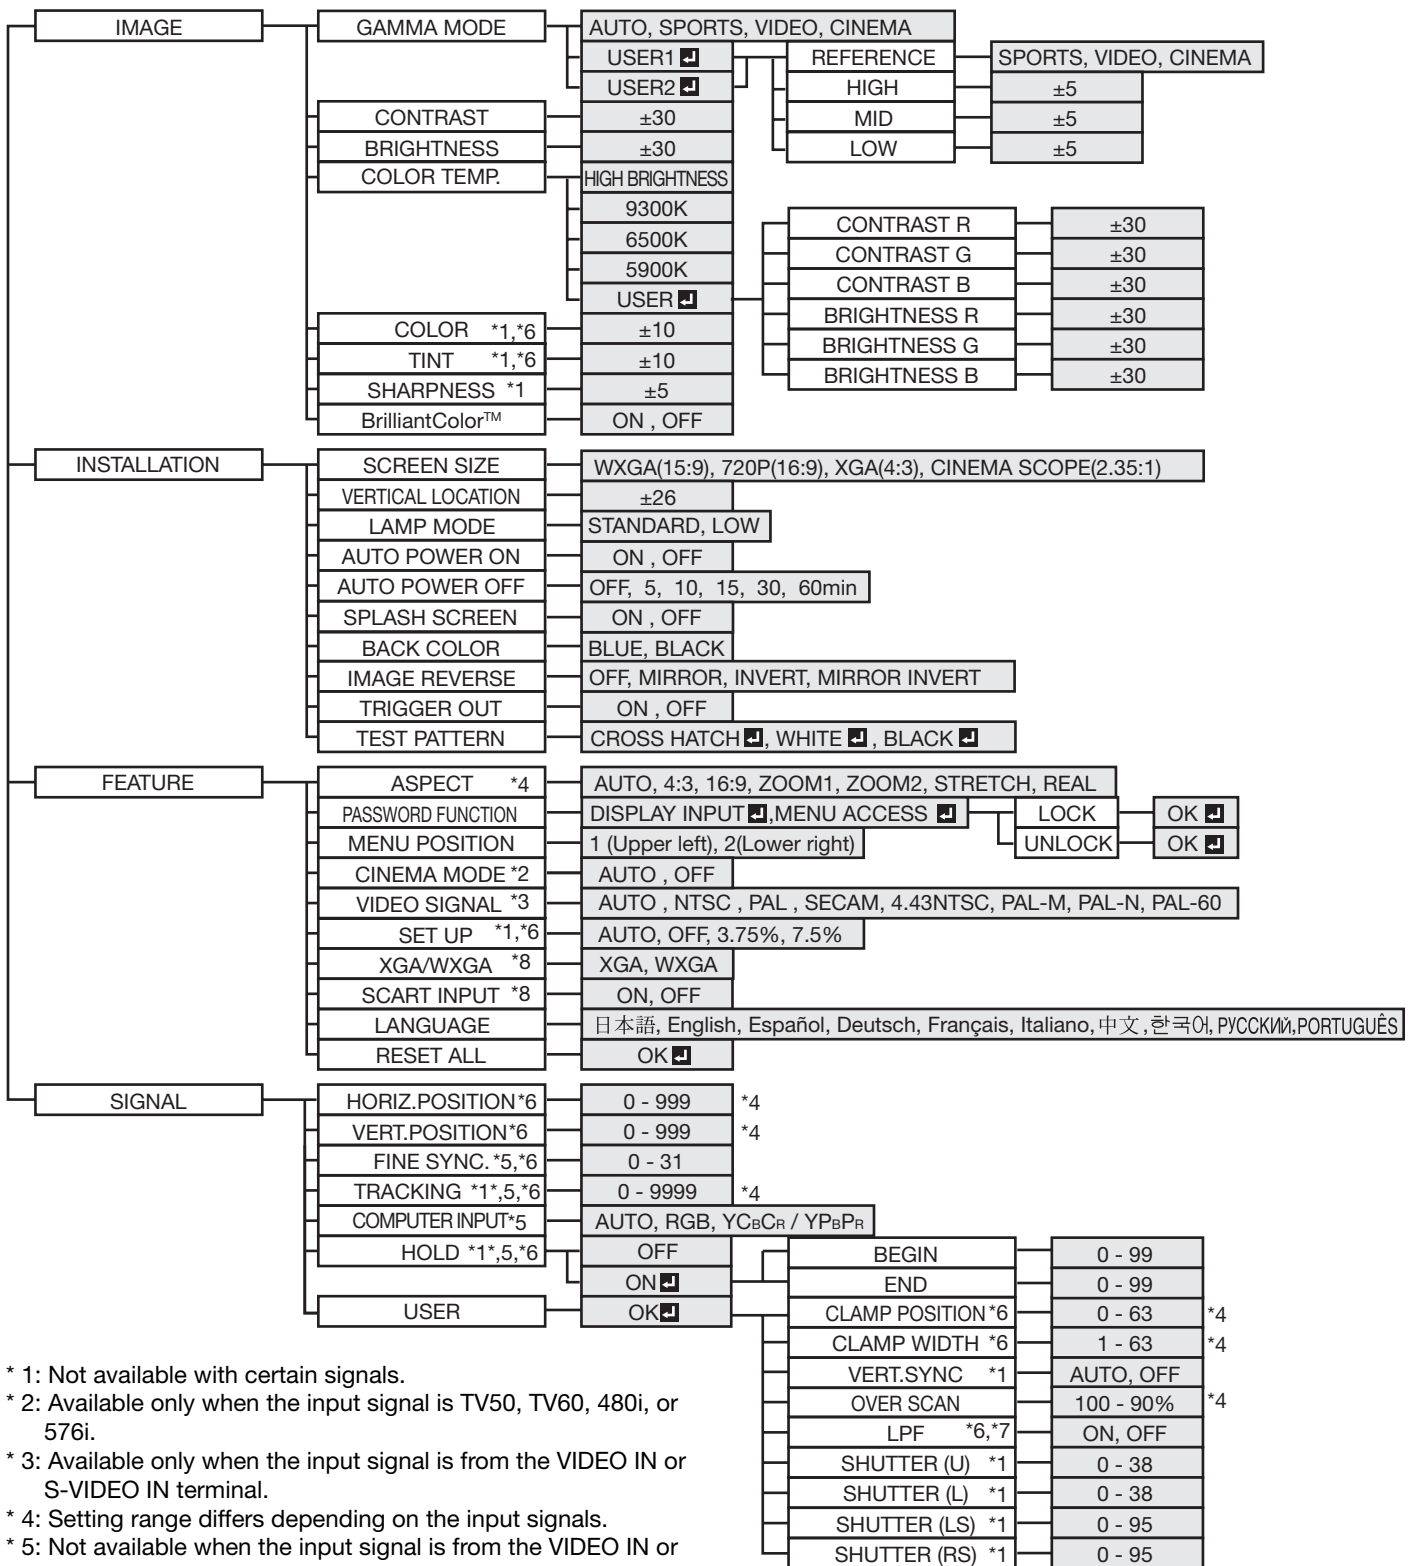 IMAGE GAMMA MODE AUTO, SPORTS, VIDEO, CINEMA
USER1 REFERENCE SPORTS, VIDEO, CINEMA
USER2 HIGH ±5
CONTRAST ±30 MID ±5
BRIGHTNESS ±30 LOW ±5
COLOR TEMP. HIGH BRIGHTNESS
9300K
6500K
5900K
USER
CONTRAST R ±30
CONTRAST G ±30
CONTRAST B ±30
BRIGHTNESS R ±30
BRIGHTNESS G ±30
BRIGHTNESS B ±30
COLOR *1,*6 ±10
TINT *1,*6 ±10
SHARPNESS *1 ±5
BrilliantColor™ ON , OFF
INSTALLATION SCREEN SIZE WXGA(15:9), 720P(16:9), XGA(4:3), CINEMA SCOPE(2.35:1)
VERTICAL LOCATION ±26
LAMP MODE STANDARD, LOW
AUTO POWER ON ON , OFF
AUTO POWER OFF OFF, 5, 10, 15, 30, 60min
SPLASH SCREEN ON , OFF
BACK COLOR BLUE, BLACK
IMAGE REVERSE OFF, MIRROR, INVERT, MIRROR INVERT
TRIGGER OUT ON , OFF
TEST PATTERN CROSS HATCH , WHITE , BLACK
FEATURE ASPECT *4 AUTO, 4:3, 16:9, ZOOM1, ZOOM2, STRETCH, REAL
PASSWORD FUNCTION DISPLAY INPUT ,MENU ACCESS LOCK OK
MENU POSITION 1 (Upper left), 2(Lower right) UNLOCK OK
CINEMA MODE *2 AUTO , OFF
VIDEO SIGNAL *3 AUTO , NTSC , PAL , SECAM, 4.43NTSC, PAL-M, PAL-N, PAL-60
SET UP *1,*6 AUTO, OFF, 3.75%, 7.5%
XGA/WXGA *8 XGA, WXGA
SCART INPUT *8 ON, OFF
LANGUAGE 日本語, English, Español, Deutsch, Français, Italiano, 中文 , 한국어, РУССКИй,PORTUGUÊS
RESET ALL OK
SIGNAL HORIZ.POSITION*6 0 - 999 *4
VERT.POSITION*6 0 - 999 *4
FINE SYNC. *5,*6 0 - 31
TRACKING *1*,5,*6 0 - 9999 *4
COMPUTER INPUT*5 AUTO, RGB, YCBCR / YPBPR
HOLD *1*,5,*6 OFF BEGIN 0 - 99
ON END 0 - 99
USER OK CLAMP POSITION *6 0 - 63 *4
CLAMP WIDTH *6 1 - 63 *4
VERT.SYNC *1 AUTO, OFF
OVER SCAN 100 - 90% *4
LPF *6,*7 ON, OFF
SHUTTER (U) *1 0 - 38
SHUTTER (L) *1 0 - 38
SHUTTER (LS) *1 0 - 95
SHUTTER (RS) *1 0 - 95
* 1: Not available with certain signals.
* 2: Available only when the input signal is TV50, TV60, 480i, or
576i.
* 3: Available only when the input signal is from the VIDEO IN or
S-VIDEO IN terminal.
* 4: Setting range differs depending on the input signals.
* 5: Not available when the input signal is from the VIDEO IN or